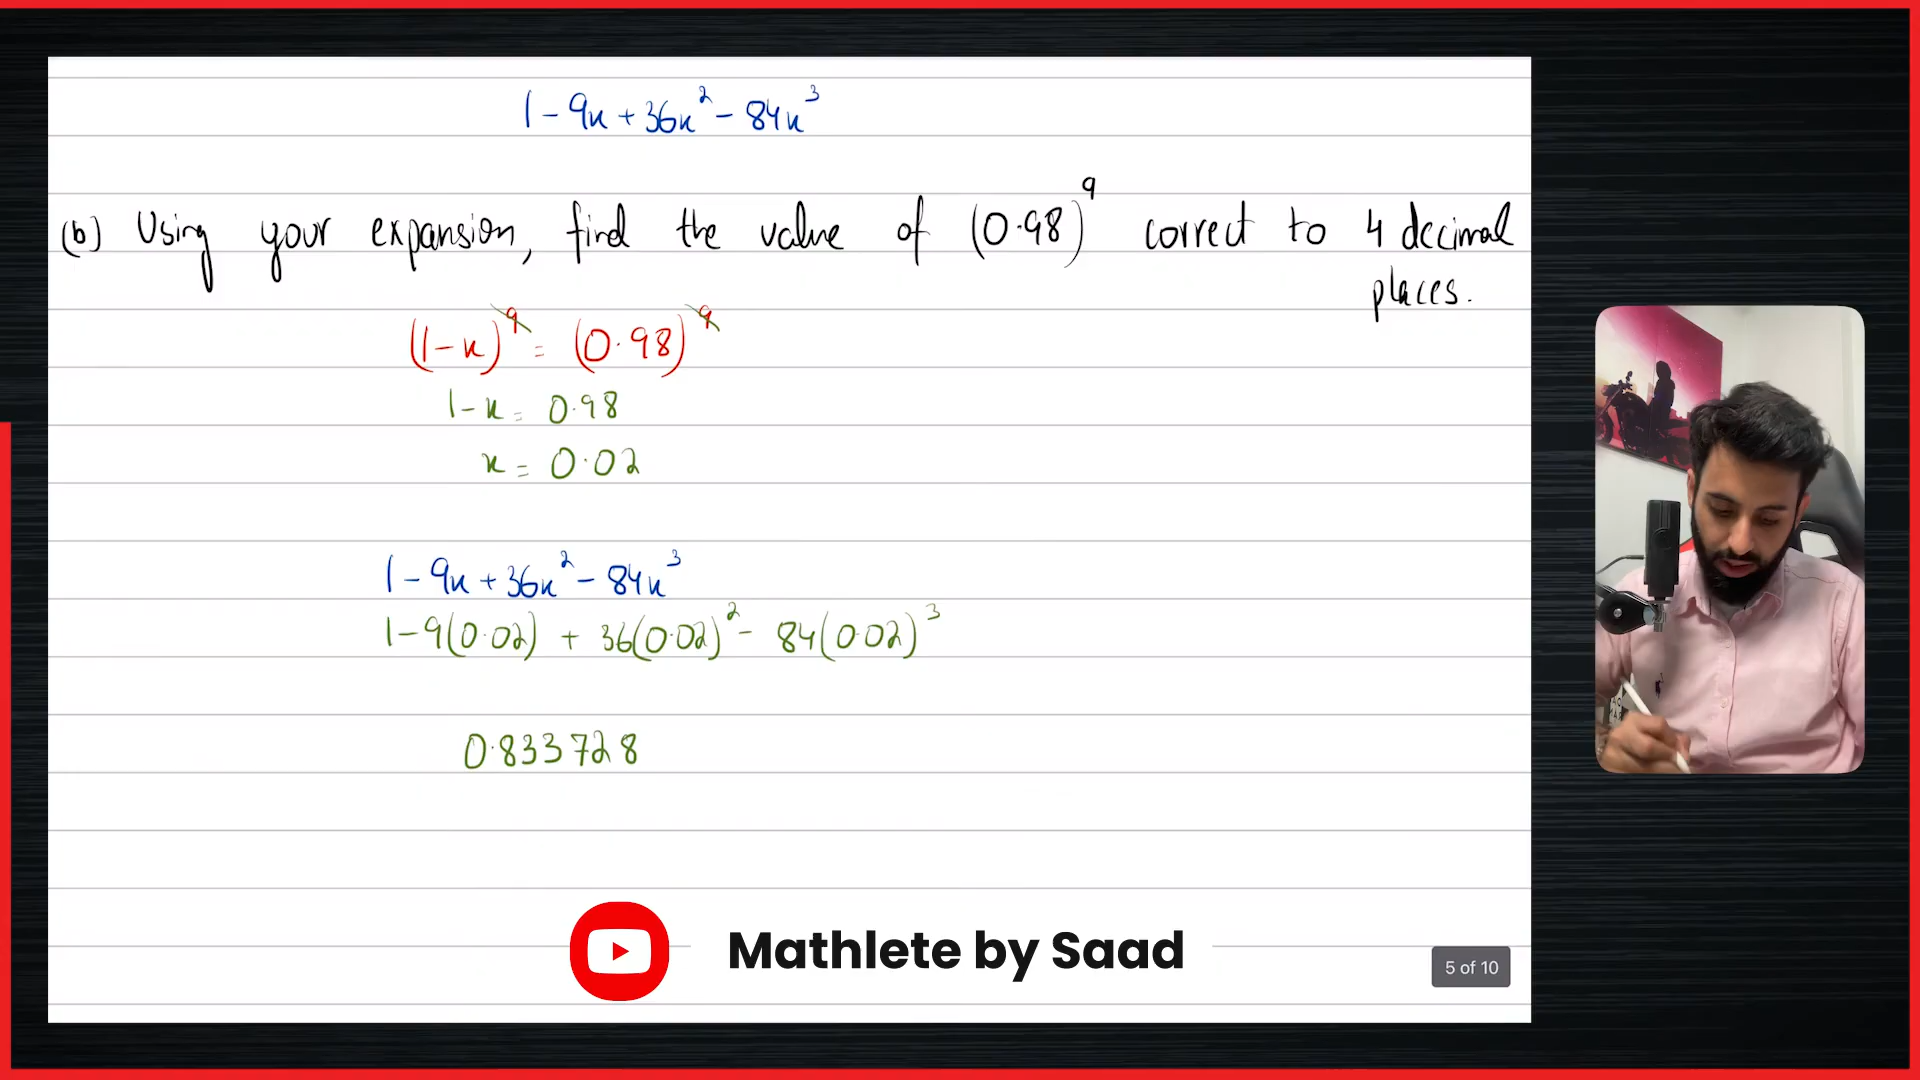 1 - 9x + 36x² - 84x³
(b) Using your expansion, find the value of (0.98)⁹ correct to 4 decimal
places.
(1-x)⁹ = (0.98)⁹
1-x = 0.98
x = 0.02
1 - 9x + 36x² - 84x³
1 - 9(0.02) + 36(0.02)² - 84(0.02)³
0.833728
Mathlete by Saad
5 of 10